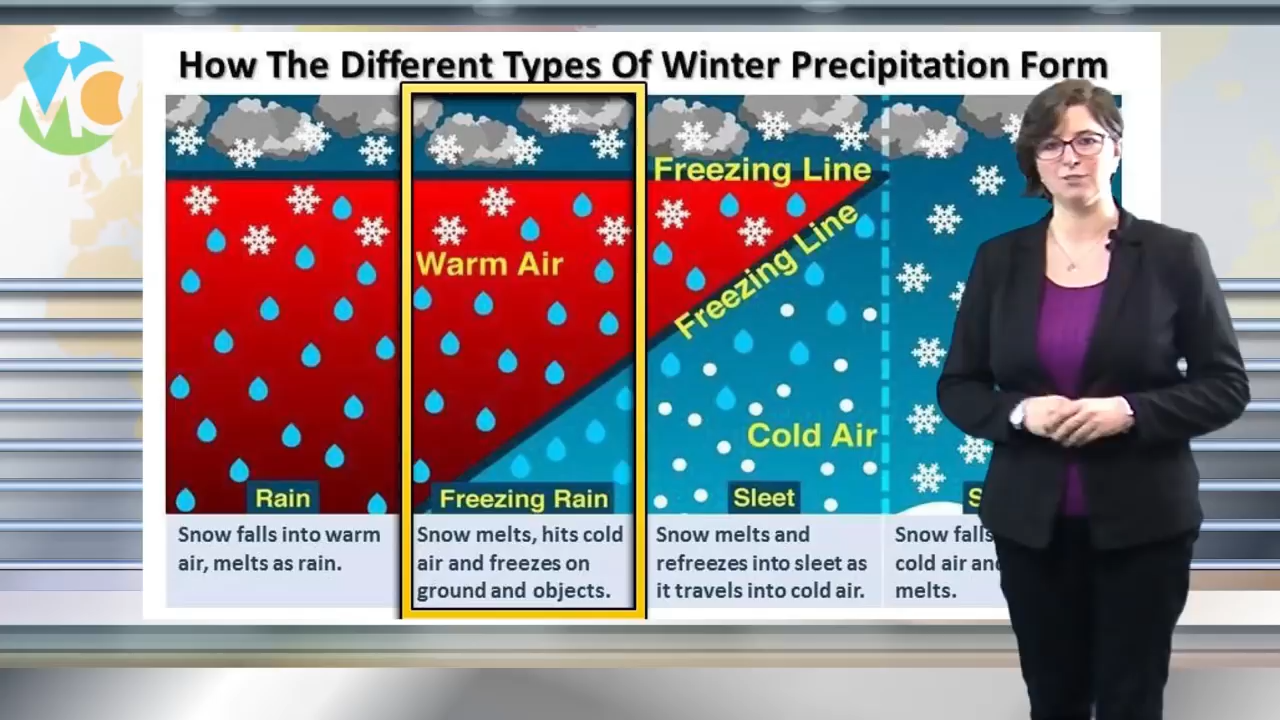 How The Different Types Of Winter Precipitation Form
Freezing Line
Freezing Line
Warm Air
Cold Air
Rain
Freezing Rain
Sleet
Snow falls into warm
air, melts as rain.
Snow melts, hits cold
air and freezes on
ground and objects.
Snow melts and
refreezes into sleet as
it travels into cold air.
Snow falls
cold air
melts.
MC